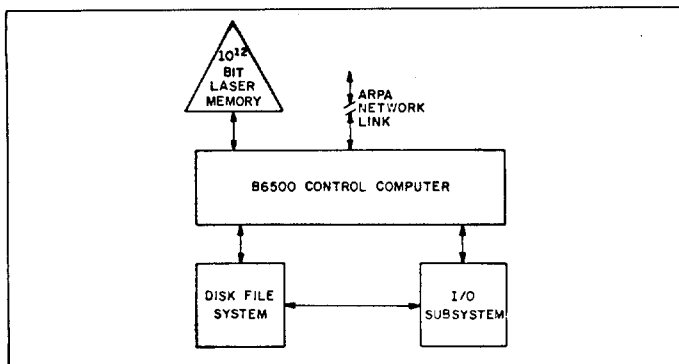 10¹² BIT LASER MEMORY
ARPA NETWORK LINK
B6500 CONTROL COMPUTER
DISK FILE SYSTEM
I/O SUBSYSTEM